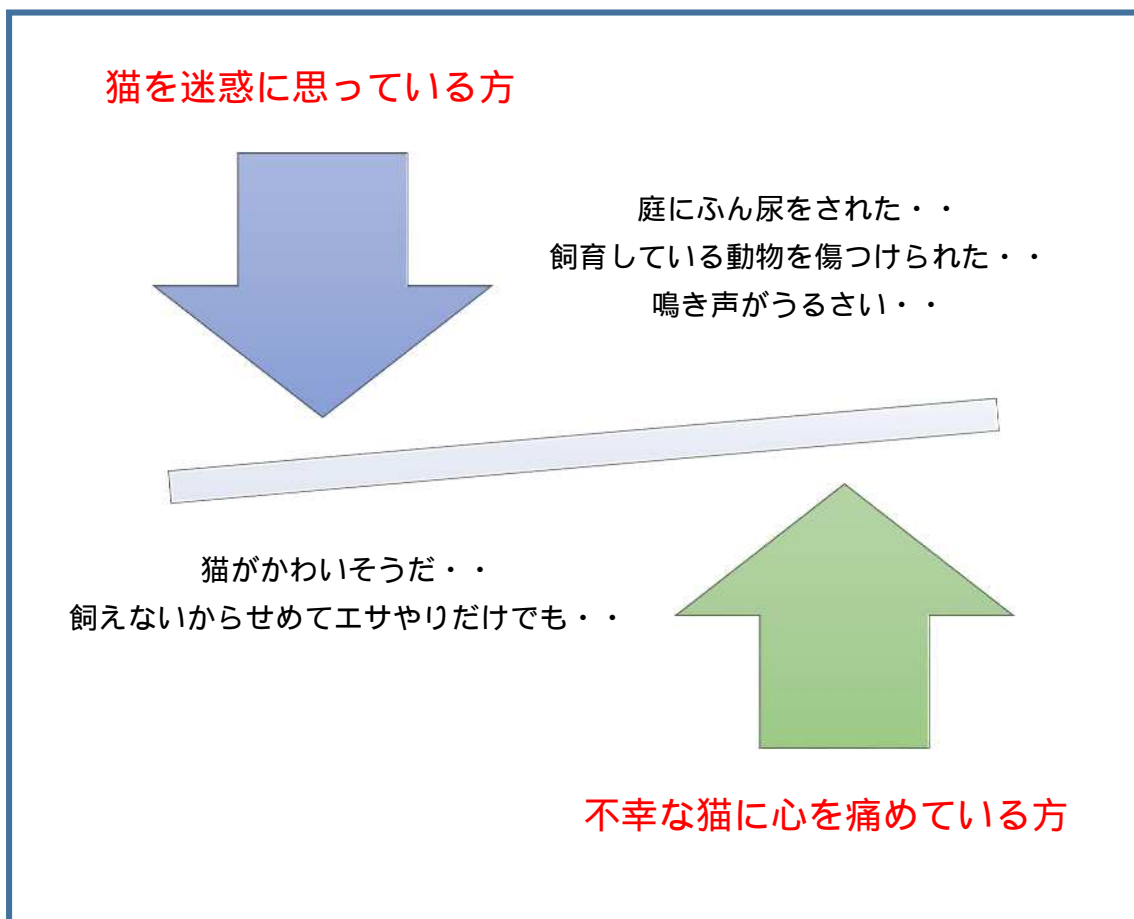 猫を迷惑に思っている方
庭にふん尿をされた・・
飼育している動物を傷つけられた・・
鳴き声がうるさい・・
猫がかわいそうだ・・
飼えないからせめてエサやりだけでも・・
不幸な猫に心を痛めている方